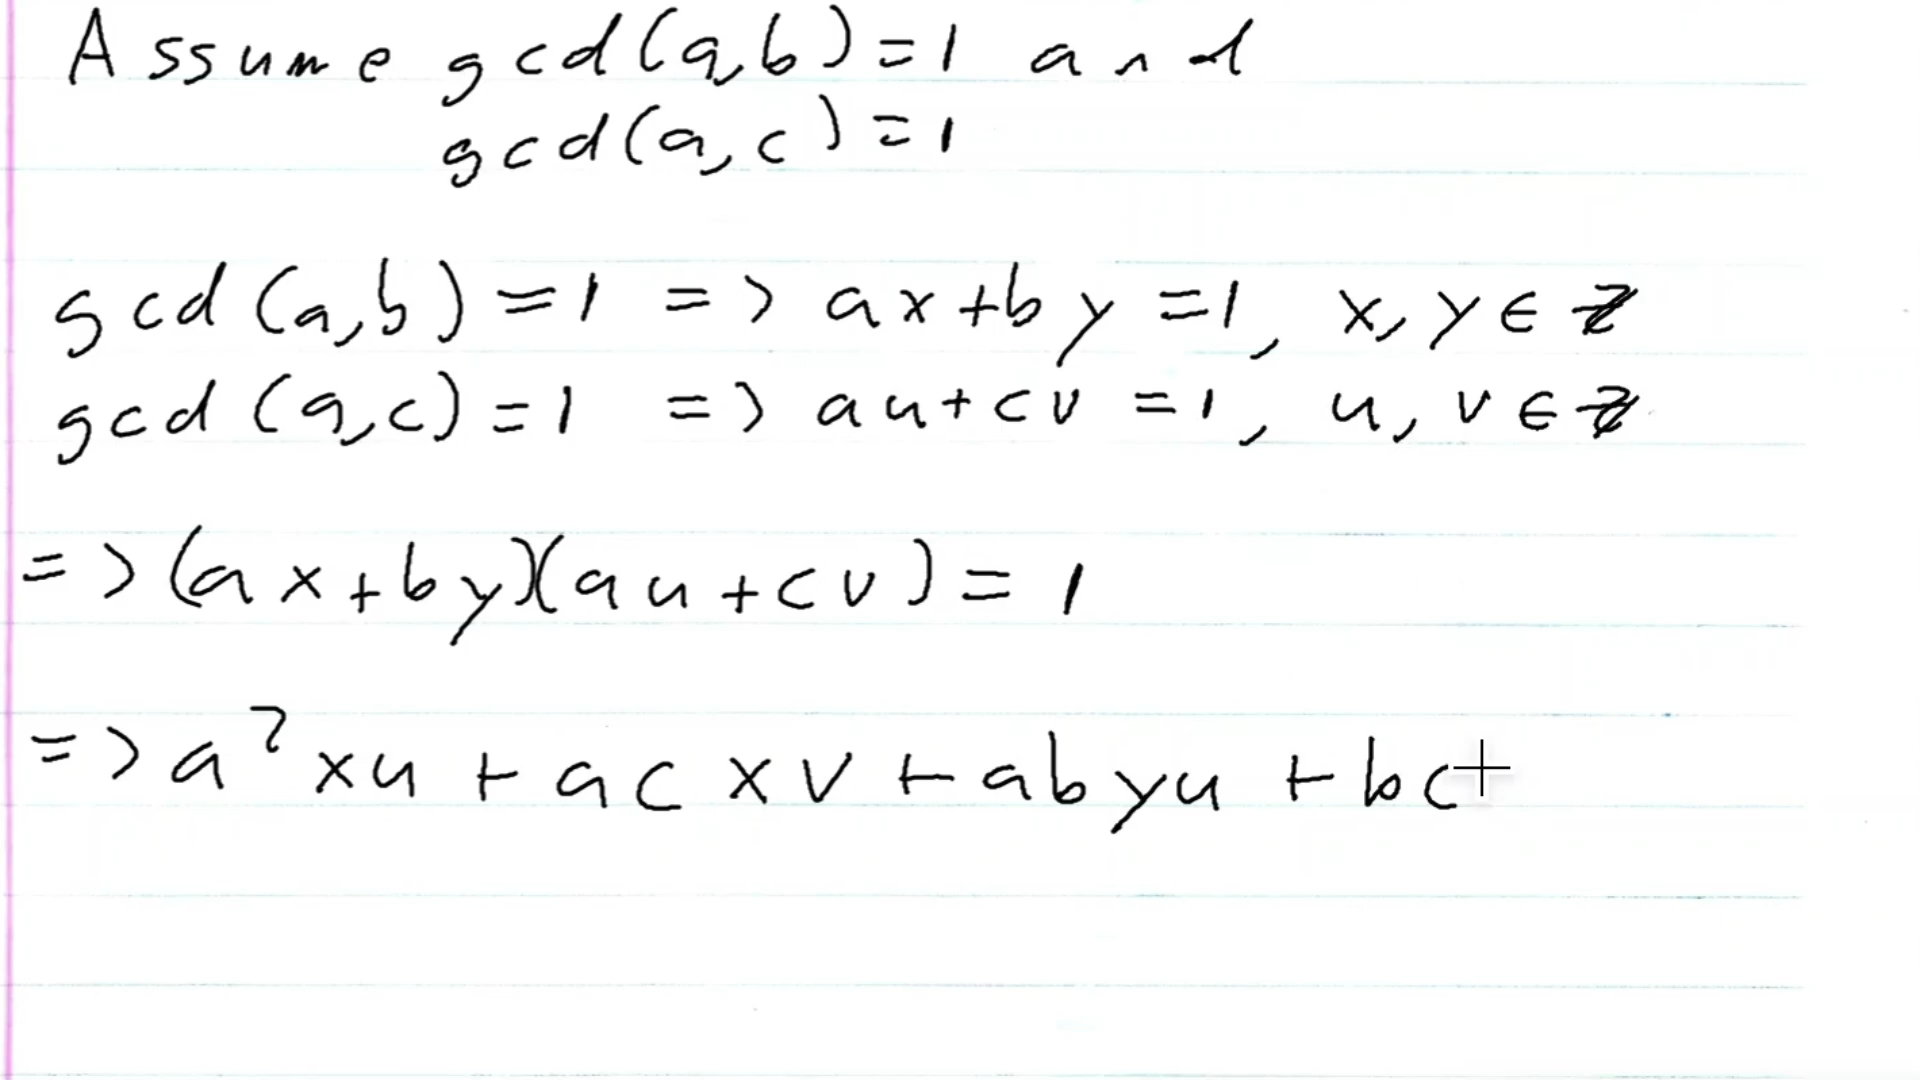 Assume gcd(a,b)=1 and
gcd(a,c)=1
gcd(a,b)=1 => ax+by=1, x,y∈ℤ
gcd(a,c)=1 => au+cv=1, u,v∈ℤ
=>(ax+by)(au+cv)=1
=>a²xu+acxv+abyu+bc